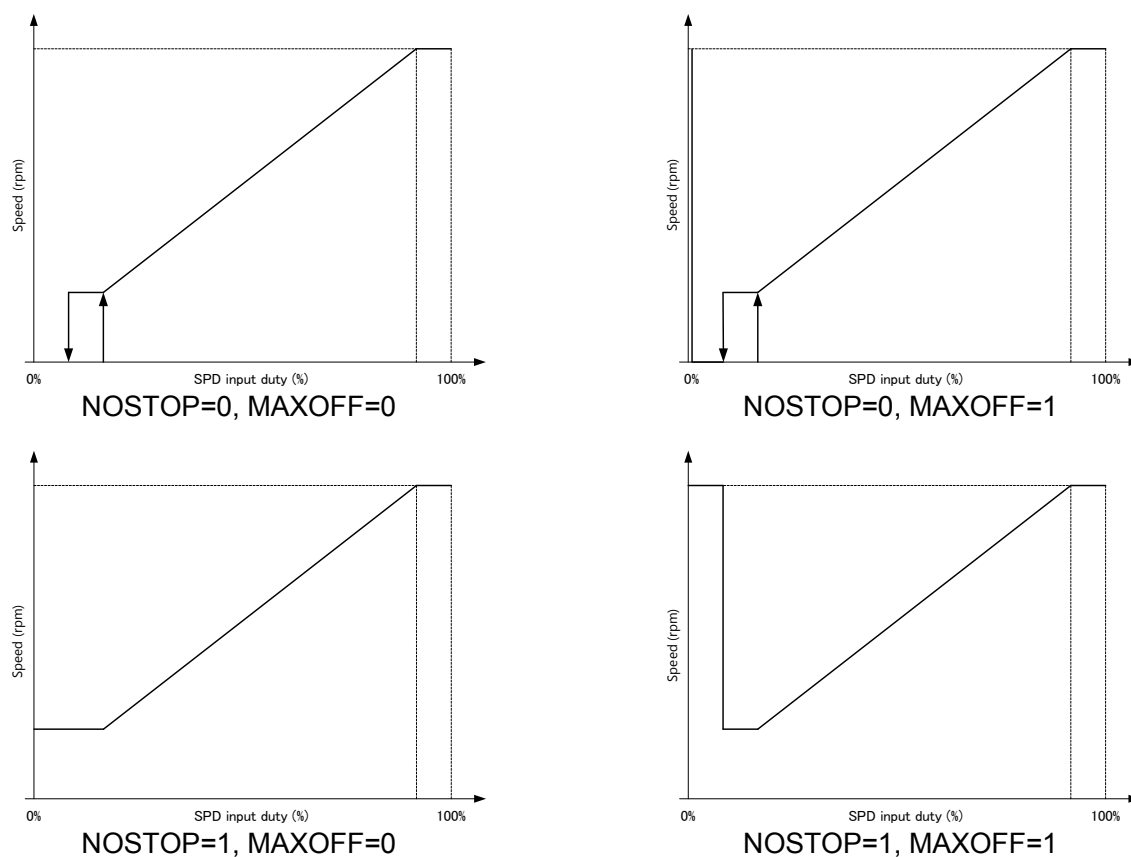 Speed (rpm)
0%
SPD input duty (%)
100%
NOSTOP=0, MAXOFF=0
Speed (rpm)
0%
SPD input duty (%)
100%
NOSTOP=0, MAXOFF=1
Speed (rpm)
0%
SPD input duty (%)
100%
NOSTOP=1, MAXOFF=0
Speed (rpm)
0%
SPD input duty (%)
100%
NOSTOP=1, MAXOFF=1